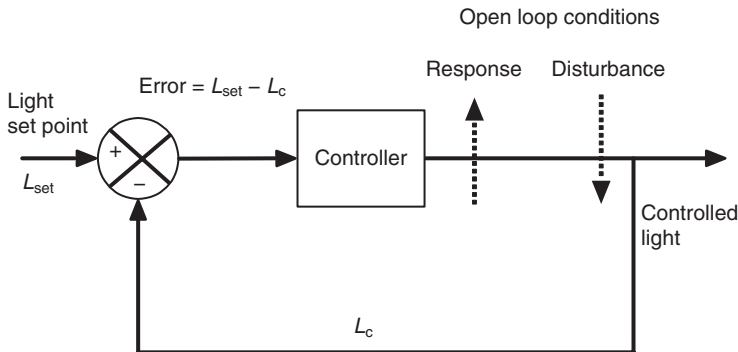 Open loop conditions
Response
Disturbance
Error = Lset – Lc
Light
set point
+
–
Lset
Controller
Controlled
light
Lc